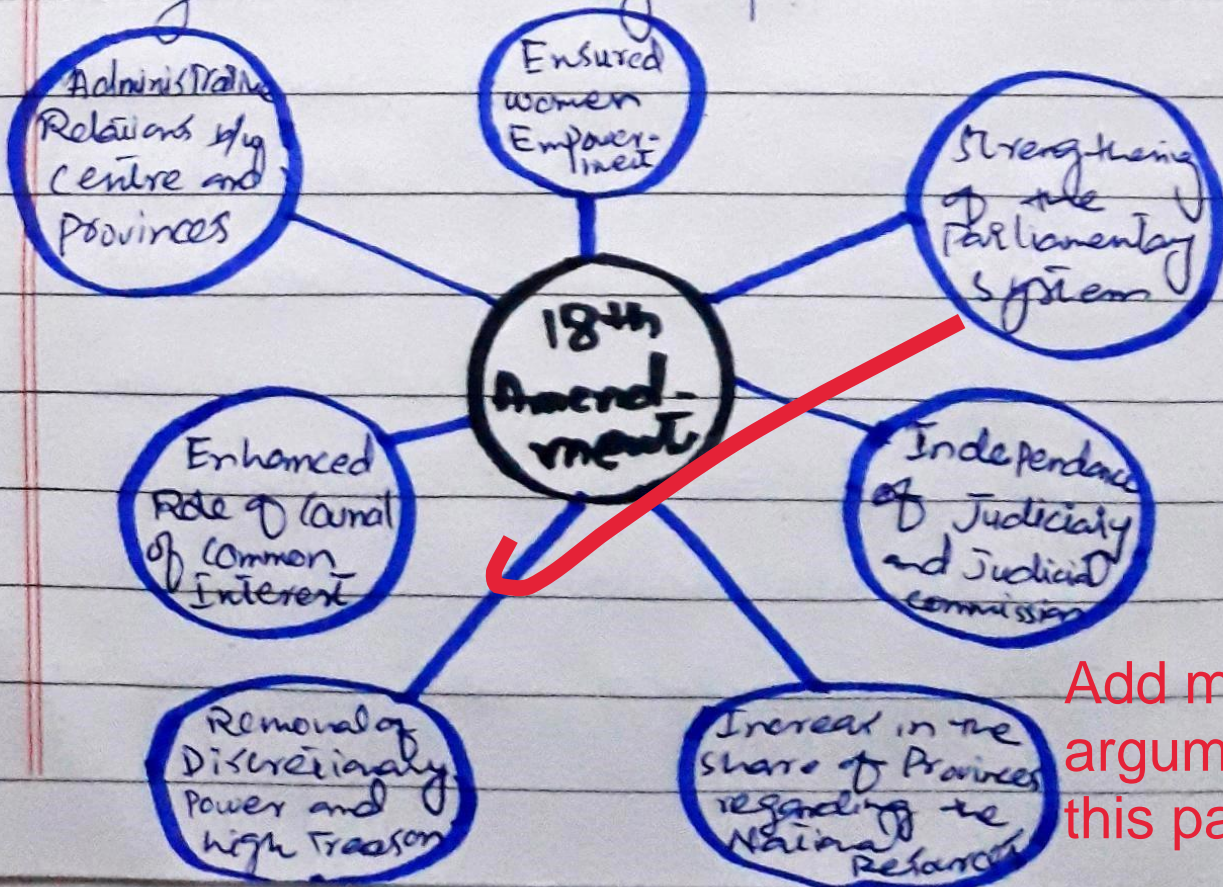 Administrative
Relations b/w
Centre and
Provinces
Ensured
women
Empower-
ment
Strengthening
of the
Parliamentary
System
18th
Amend-
ment
Enhanced
Role of Counal
of Common
Interest
Independence
of Judiciary
and Judicial
commission
Removal of
Discretionary
Power and
high Treason
Increase in the
share of Provinces
regarding the
National
Resources
Add m
argum
this pa